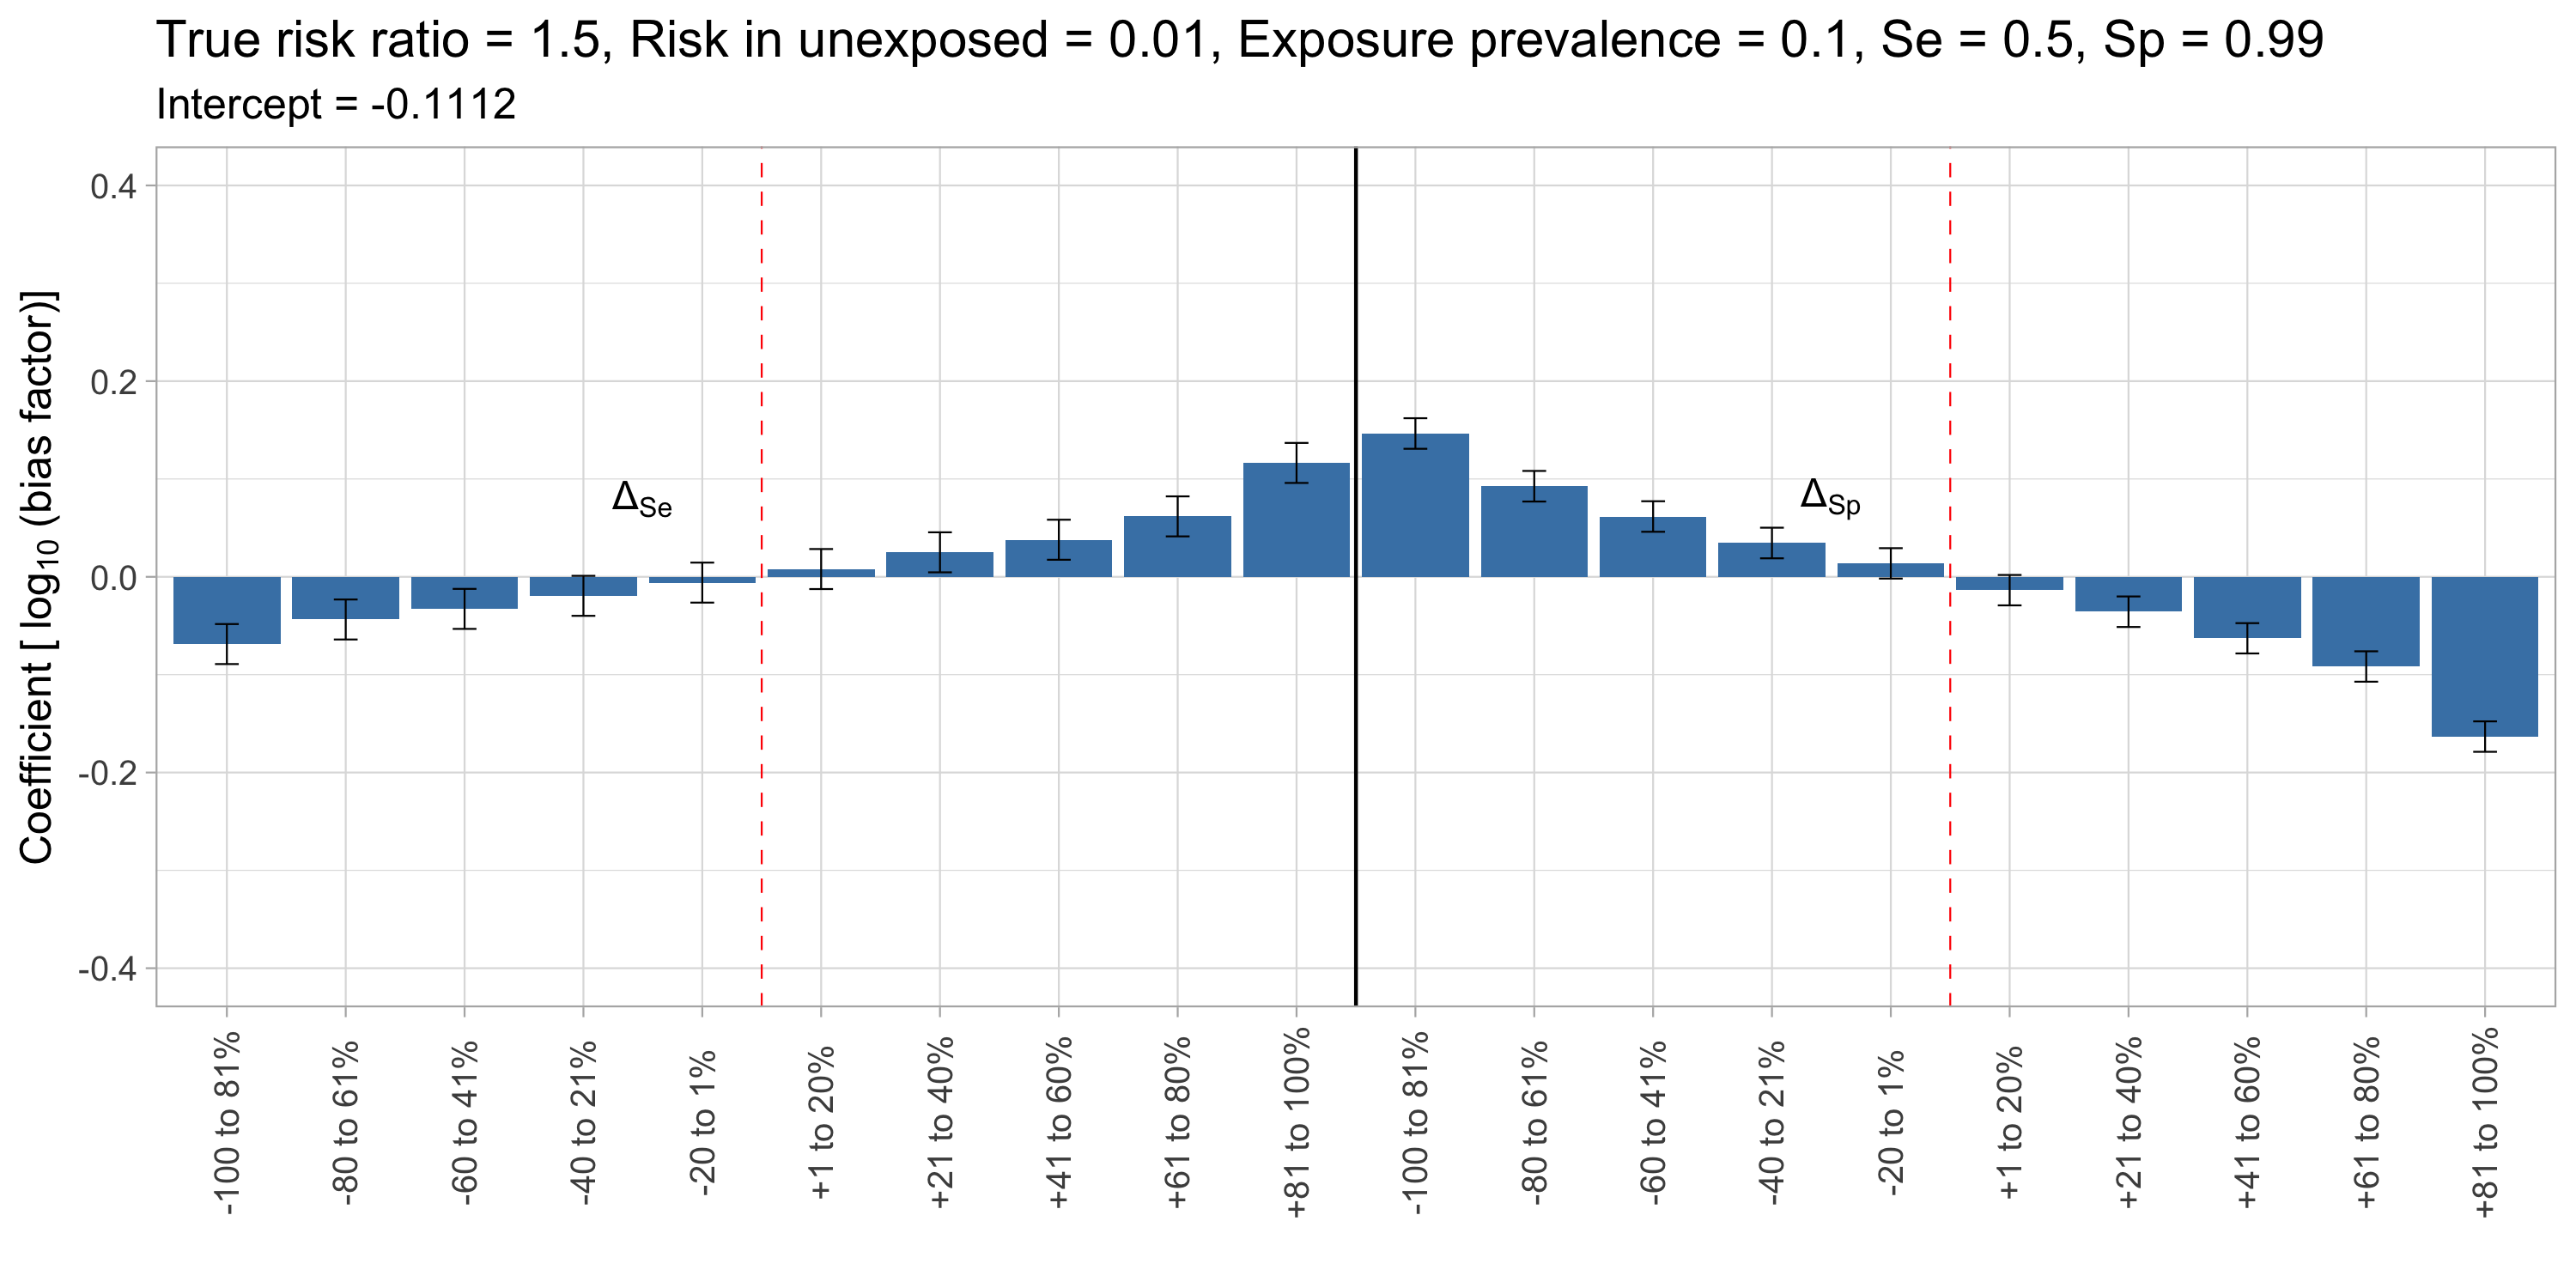 True risk ratio = 1.5, Risk in unexposed = 0.01, Exposure prevalence = 0.1, Se = 0.5, Sp = 0.99
Intercept = -0.1112
Coefficient [ log10 (bias factor)]
0.4
0.2
0.0
-0.2
-0.4
ΔSe
ΔSp
-100 to 81%
-80 to 61%
-60 to 41%
-40 to 21%
-20 to 1%
+1 to 20%
+21 to 40%
+41 to 60%
+61 to 80%
+81 to 100%
-100 to 81%
-80 to 61%
-60 to 41%
-40 to 21%
-20 to 1%
+1 to 20%
+21 to 40%
+41 to 60%
+61 to 80%
+81 to 100%